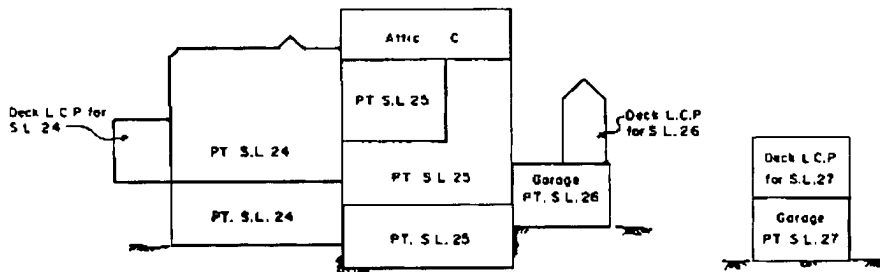 Attic C
PT S.L 25
Deck L C P for
S L 24
Deck L.C.P
for S L.26
PT S.L 24
PT S L 25
Garage
PT. S L.26
Deck L C P
for S.L.27
PT. S.L. 24
PT. S L. 25
Garage
PT S L. 27